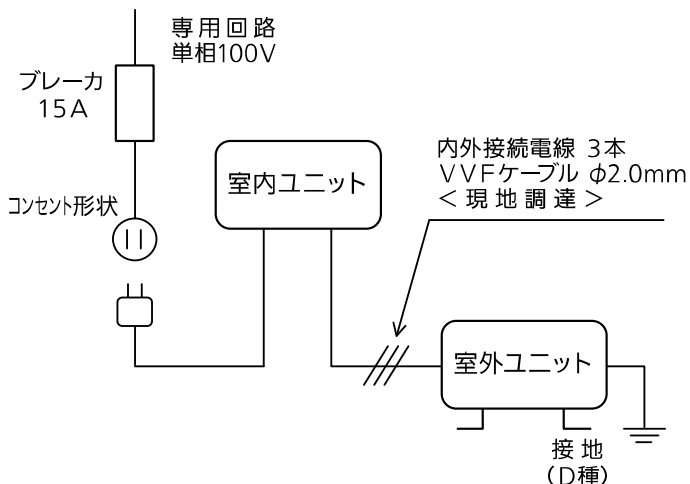 専用回路
単相100V
ブレーカ
15A
コンセント形状
室内ユニット
内外接続電線 3本
VVFケーブル φ2.0mm
<現地調達>
室外ユニット
接地
(D種)